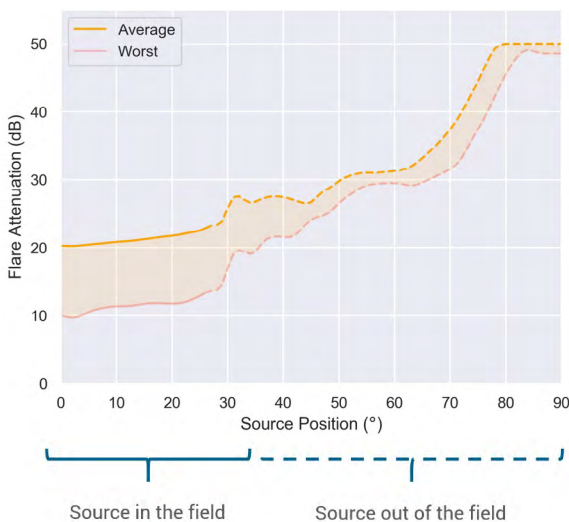 Average
Worst
50
40
30
20
10
0
Flare Attenuation (dB)
0 10 20 30 40 50 60 70 80 90
Source Position (°)
Source in the field
Source out of the field